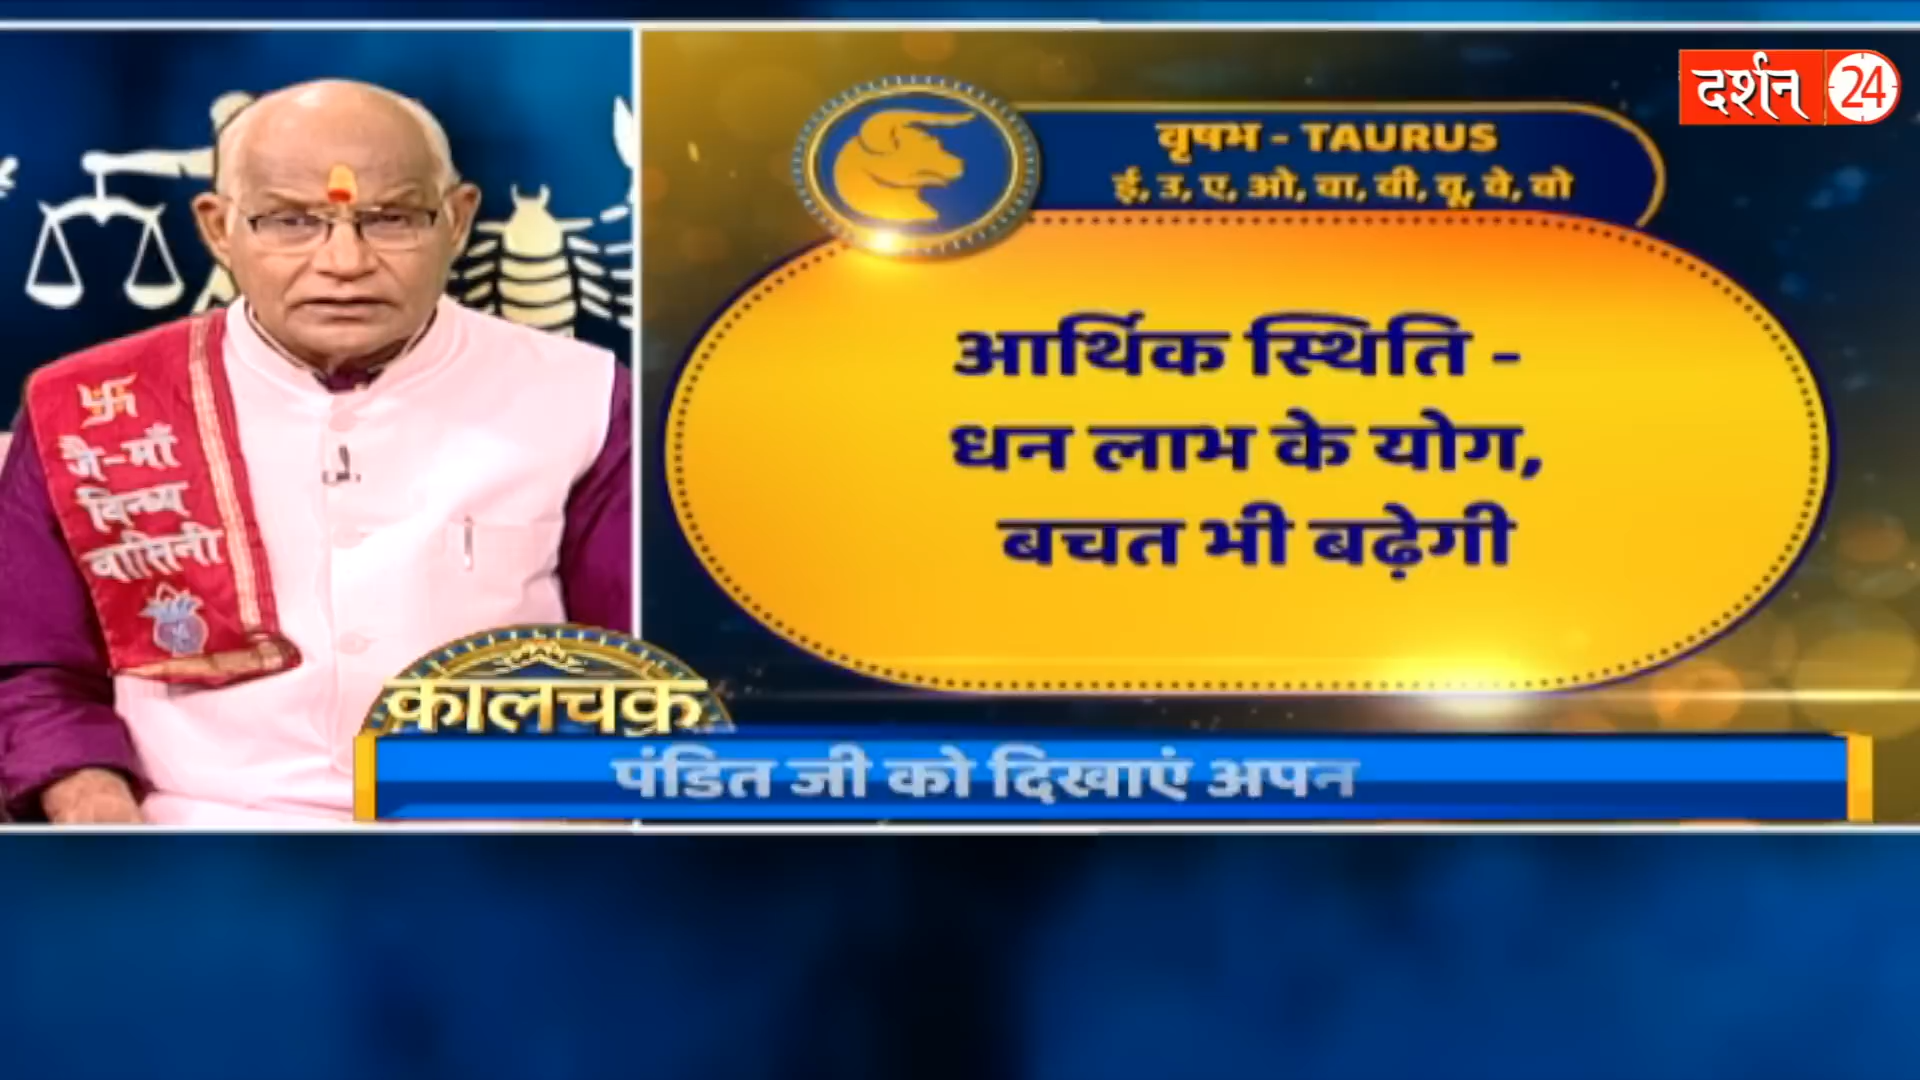 दर्शन 24
वृषभ - TAURUS
ई, उ, ए, ओ, वा, वी, वू, वे, वो
आर्थिक स्थिति -
धन लाभ के योग,
बचत भी बढ़ेगी
जै-माँ
विन्ध्य
वासिनी
कालचक्र
पंडित जी को दिखाएं अपन